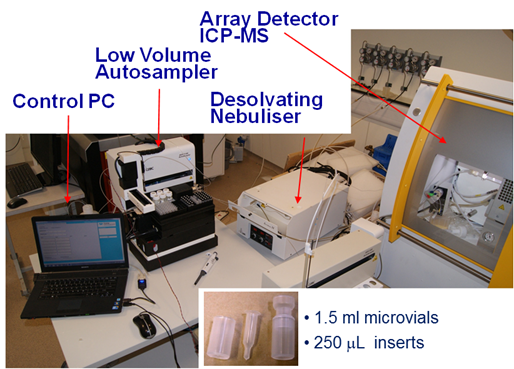 Array Detector
ICP-MS
Low Volume
Autosampler
Control PC
Desolvating
Nebuliser
• 1.5 ml microvials
• 250 µL inserts